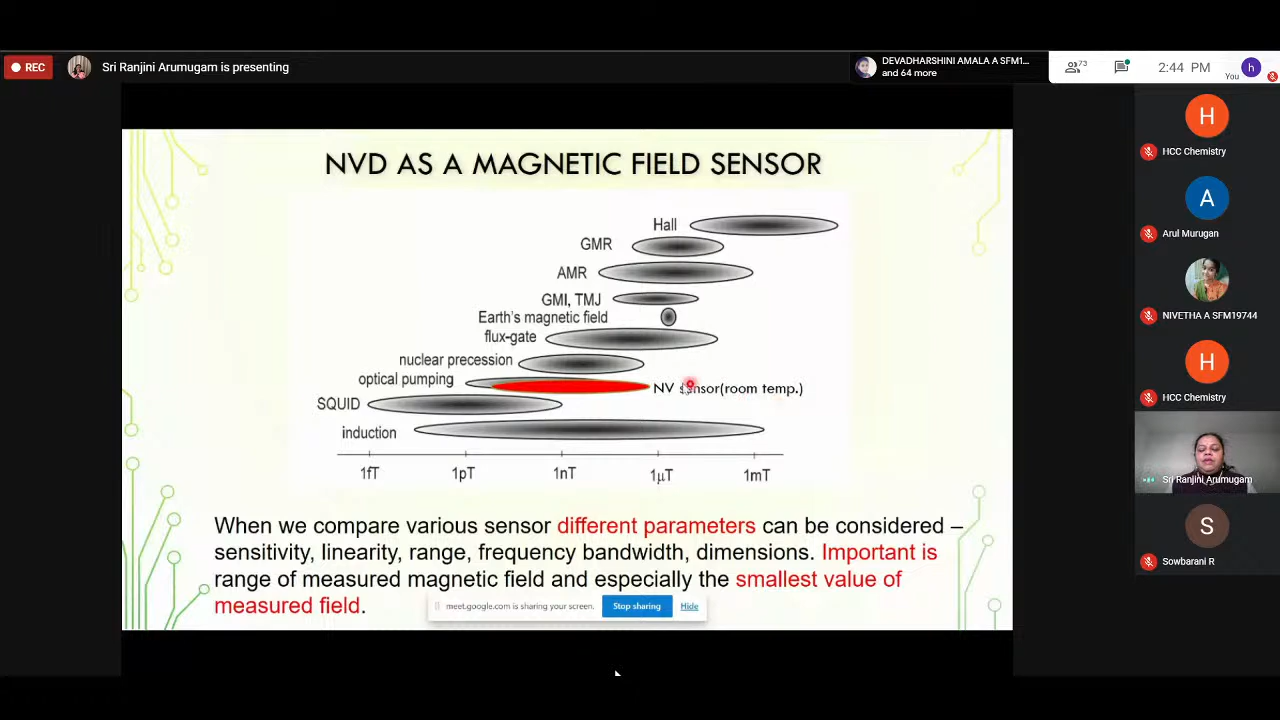 REC
Sri Ranjini Arumugam is presenting
DEVADHARSHINI AMALA A SFM1...
and 64 more
73
2:44 PM
You
h
NVD AS A MAGNETIC FIELD SENSOR
Hall
GMR
AMR
GMI, TMJ
Earth's magnetic field
flux-gate
nuclear precession
optical pumping
NV sensor(room temp.)
SQUID
induction
1fT
1pT
1nT
1µT
1mT
When we compare various sensor different parameters can be considered –
sensitivity, linearity, range, frequency bandwidth, dimensions. Important is
range of measured magnetic field and especially the smallest value of
measured field.
meet.google.com is sharing your screen.
Stop sharing
Hide
H
HCC Chemistry
A
Arul Murugan
NIVETHA A SFM19744
H
HCC Chemistry
Sri Ranjini Arumugam
S
Sowbarani R